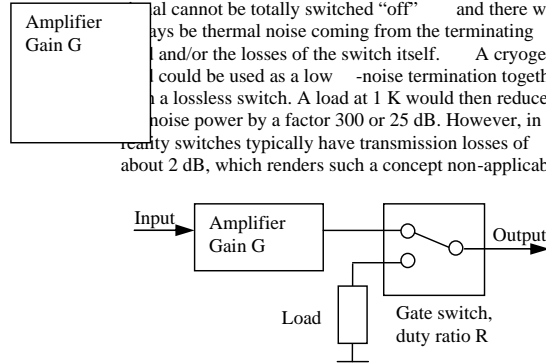 Amplifier
Gain G
cannot be totally switched “off” and there w
ays be thermal noise coming from the terminating
and/or the losses of the switch itself. A cryoge
could be used as a low -noise termination togeth
a lossless switch. A load at 1 K would then reduce
noise power by a factor 300 or 25 dB. However, in
reality switches typically have transmission losses of
about 2 dB, which renders such a concept non-applicab
Input
Amplifier
Gain G
Output
Load
Gate switch,
duty ratio R